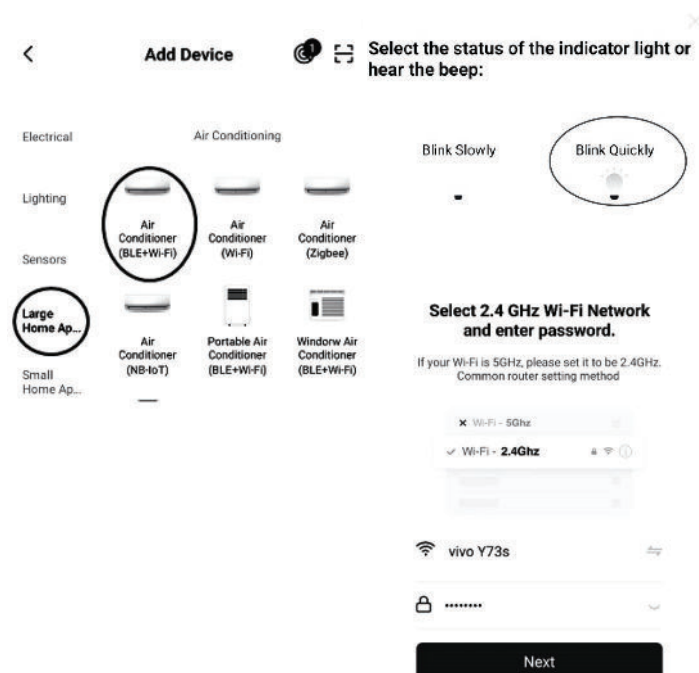 Add Device
1
Electrical
Lighting
Sensors
Large
Home Ap...
Small
Home Ap...
Air Conditioning
Air
Conditioner
(BLE+Wi-Fi)
Air
Conditioner
(Wi-Fi)
Air
Conditioner
(Zigbee)
Air
Conditioner
(NB-IoT)
Portable Air
Conditioner
(BLE+Wi-Fi)
Windorw Air
Conditioner
(BLE+Wi-Fi)
Select the status of the indicator light or
hear the beep:
Blink Slowly
Blink Quickly
Select 2.4 GHz Wi-Fi Network
and enter password.
If your Wi-Fi is 5GHz, please set it to be 2.4GHz.
Common router setting method
Wi-Fi - 5Ghz
Wi-Fi - 2.4Ghz
vivo Y73s
Next